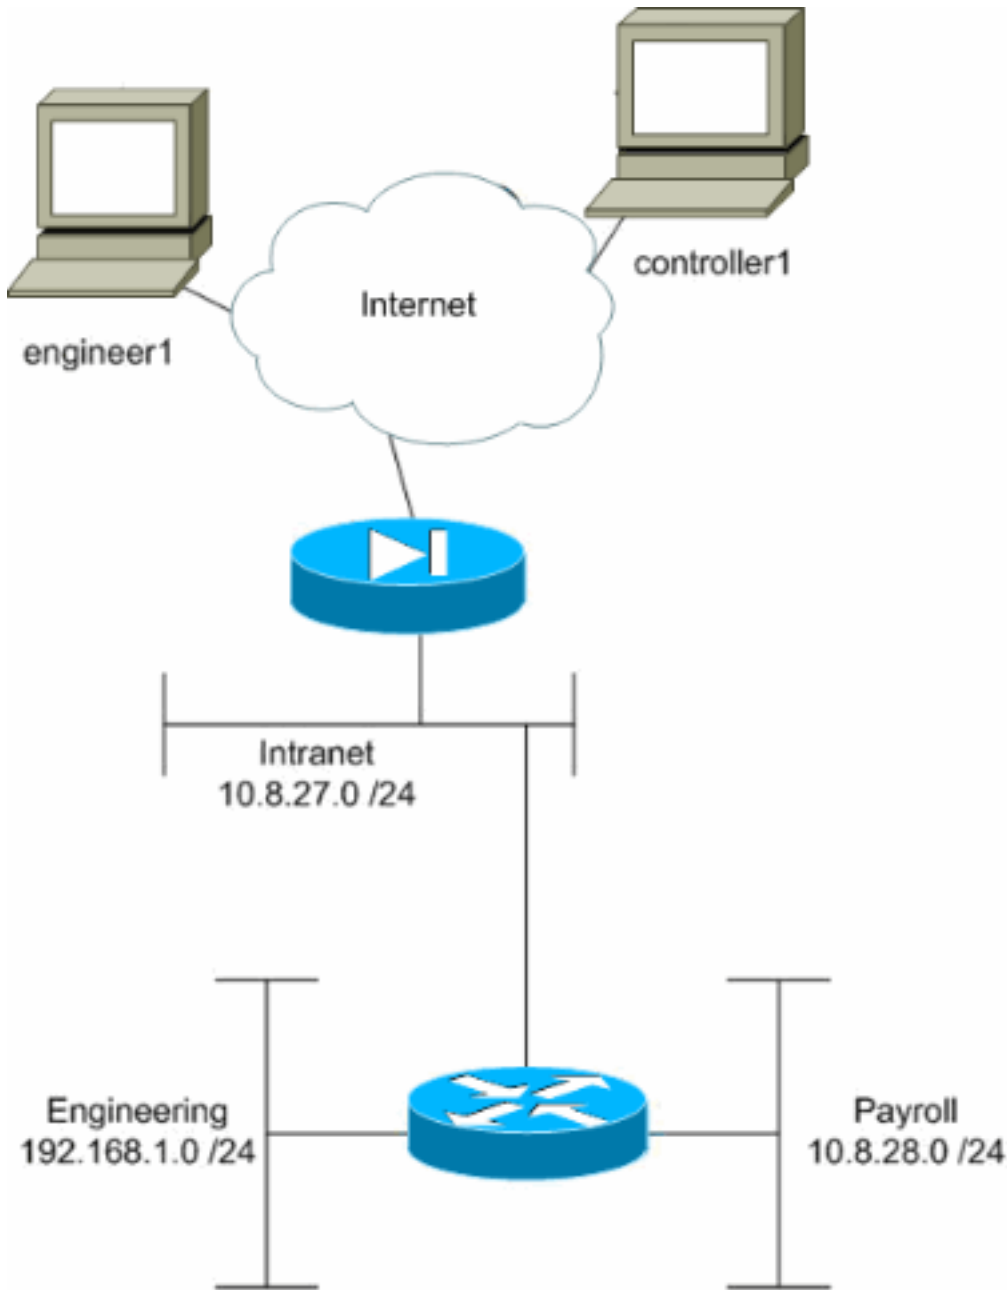 controller1
Internet
engineer1
Intranet
10.8.27.0 /24
Engineering
192.168.1.0 /24
Payroll
10.8.28.0 /24